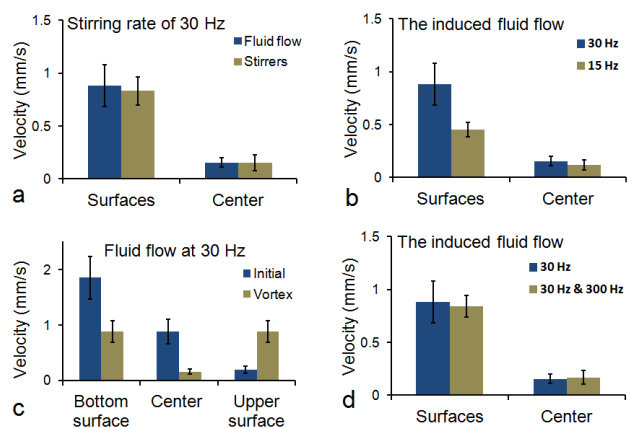 Stirring rate of 30 Hz
Fluid flow
Stirrers
Velocity (mm/s)
1.5
1
0.5
0
Surfaces
Center
a
The induced fluid flow
30 Hz
15 Hz
Velocity (mm/s)
1.5
1
0.5
0
Surfaces
Center
b
Fluid flow at 30 Hz
Initial
Vortex
Velocity (mm/s)
2
1
0
Bottom surface
Center
Upper surface
c
The induced fluid flow
30 Hz
30 Hz & 300 Hz
Velocity (mm/s)
1.5
1
0.5
0
Surfaces
Center
d